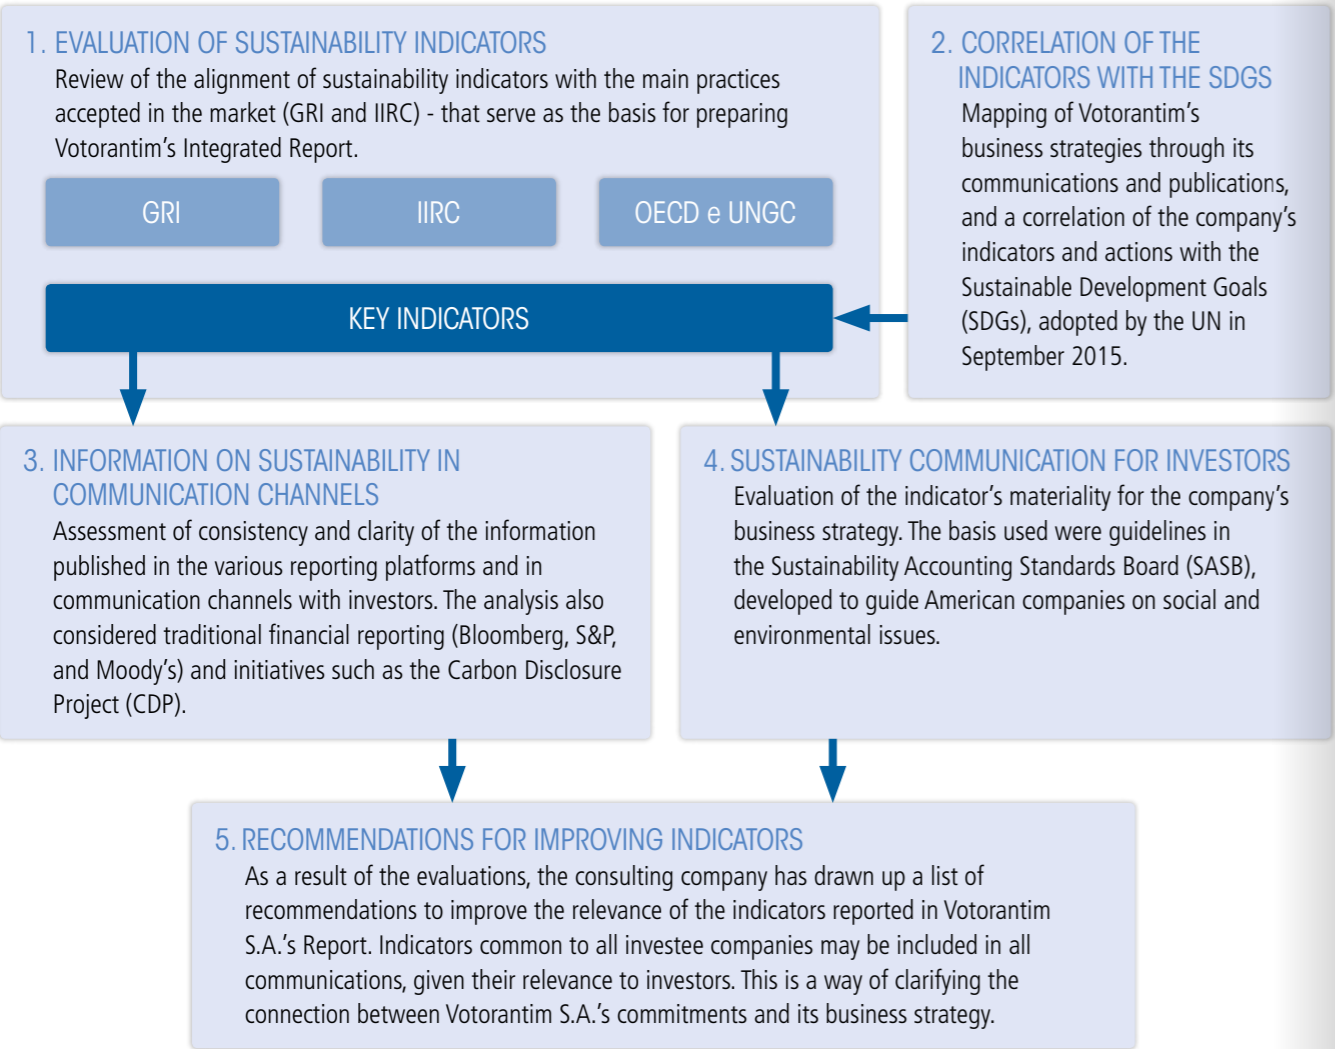 1. EVALUATION OF SUSTAINABILITY INDICATORS
Review of the alignment of sustainability indicators with the main practices
accepted in the market (GRI and IIRC) - that serve as the basis for preparing
Votorantim's Integrated Report.
GRI
IIRC
OECD e UNGC
KEY INDICATORS
2. CORRELATION OF THE
INDICATORS WITH THE SDGS
Mapping of Votorantim's
business strategies through its
communications and publications,
and a correlation of the company's
indicators and actions with the
Sustainable Development Goals
(SDGs), adopted by the UN in
September 2015.
3. INFORMATION ON SUSTAINABILITY IN
COMMUNICATION CHANNELS
Assessment of consistency and clarity of the information
published in the various reporting platforms and in
communication channels with investors. The analysis also
considered traditional financial reporting (Bloomberg, S&P,
and Moody's) and initiatives such as the Carbon Disclosure
Project (CDP).
4. SUSTAINABILITY COMMUNICATION FOR INVESTORS
Evaluation of the indicator's materiality for the company's
business strategy. The basis used were guidelines in
the Sustainability Accounting Standards Board (SASB),
developed to guide American companies on social and
environmental issues.
5. RECOMMENDATIONS FOR IMPROVING INDICATORS
As a result of the evaluations, the consulting company has drawn up a list of
recommendations to improve the relevance of the indicators reported in Votorantim
S.A.'s Report. Indicators common to all investee companies may be included in all
communications, given their relevance to investors. This is a way of clarifying the
connection between Votorantim S.A.'s commitments and its business strategy.